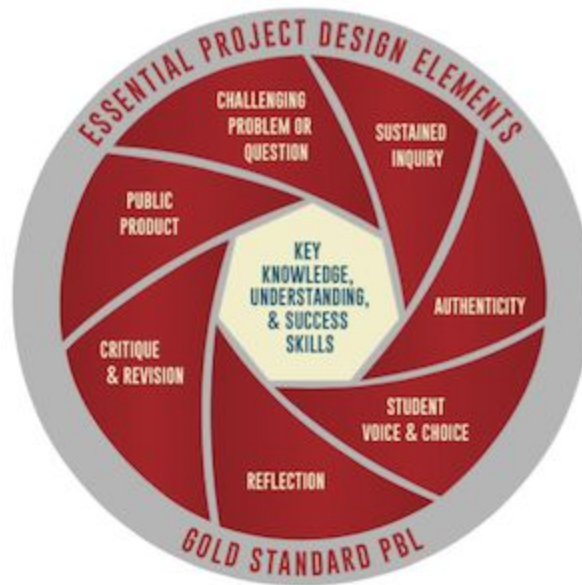 ESSENTIAL PROJECT DESIGN ELEMENTS
CHALLENGING
PROBLEM OR
QUESTION
SUSTAINED
INQUIRY
AUTHENTICITY
STUDENT
VOICE & CHOICE
REFLECTION
CRITIQUE
& REVISION
PUBLIC
PRODUCT
KEY
KNOWLEDGE,
UNDERSTANDING,
& SUCCESS
SKILLS
GOLD STANDARD PBL